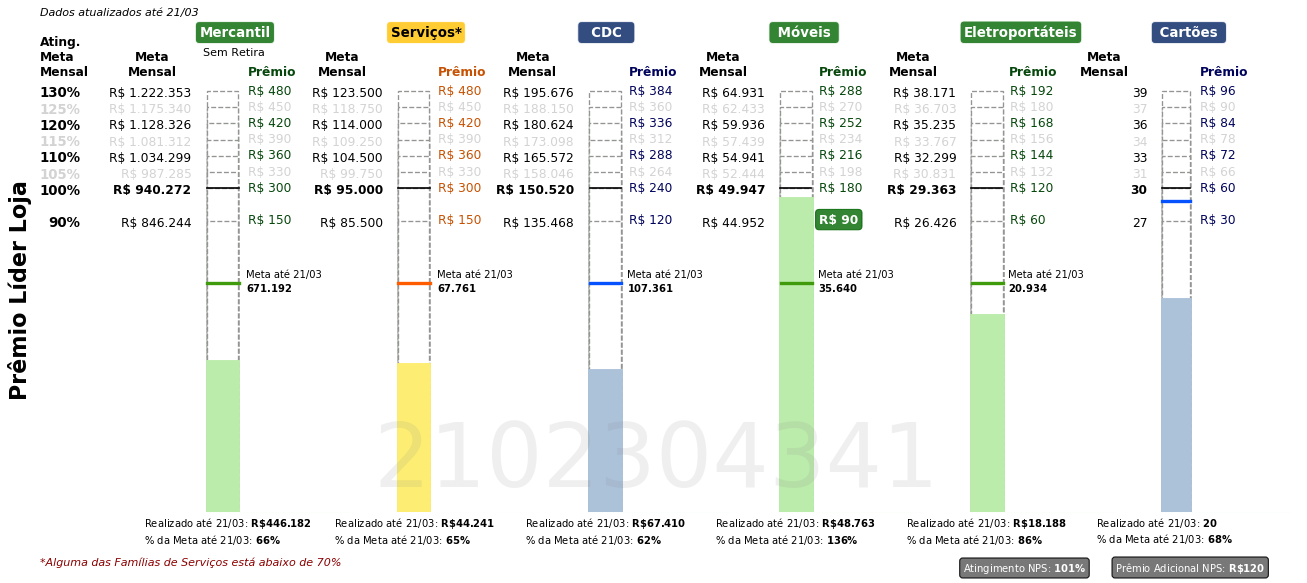 Dados atualizados até 21/03
Mercantil Serviços* CDC Móveis Eletroportáteis Cartões
Sem Retira
Ating. Meta Mensal Meta Mensal Prêmio Meta Mensal Prêmio Meta Mensal Prêmio Meta Mensal Prêmio Meta Mensal Prêmio Meta Mensal Prêmio
130% R$ 1.222.353 R$ 480 R$ 123.500 R$ 480 R$ 195.676 R$ 384 R$ 64.931 R$ 288 R$ 38.171 R$ 192 39 R$ 96
125% R$ 1.175.340 R$ 450 R$ 118.750 R$ 450 R$ 188.150 R$ 360 R$ 62.433 R$ 270 R$ 36.703 R$ 180 37 R$ 90
120% R$ 1.128.326 R$ 420 R$ 114.000 R$ 420 R$ 180.624 R$ 336 R$ 59.936 R$ 252 R$ 35.235 R$ 168 36 R$ 84
115% R$ 1.081.312 R$ 390 R$ 109.250 R$ 390 R$ 173.098 R$ 312 R$ 57.439 R$ 234 R$ 33.767 R$ 156 34 R$ 78
110% R$ 1.034.299 R$ 360 R$ 104.500 R$ 360 R$ 165.572 R$ 288 R$ 54.941 R$ 216 R$ 32.299 R$ 144 33 R$ 72
105% R$ 987.285 R$ 330 R$ 99.750 R$ 330 R$ 158.046 R$ 264 R$ 52.444 R$ 198 R$ 30.831 R$ 132 31 R$ 66
100% R$ 940.272 R$ 300 R$ 95.000 R$ 300 R$ 150.520 R$ 240 R$ 49.947 R$ 180 R$ 29.363 R$ 120 30 R$ 60
90% R$ 846.244 R$ 150 R$ 85.500 R$ 150 R$ 135.468 R$ 120 R$ 44.952 R$ 90 R$ 26.426 R$ 60 27 R$ 30
Prêmio Líder Loja
Meta até 21/03 Meta até 21/03 Meta até 21/03 Meta até 21/03 Meta até 21/03
671.192 67.761 107.361 35.640 20.934
2102304341
Realizado até 21/03: R$446.182 Realizado até 21/03: R$44.241 Realizado até 21/03: R$67.410 Realizado até 21/03: R$48.763 Realizado até 21/03: R$18.188 Realizado até 21/03: 20
% da Meta até 21/03: 66% % da Meta até 21/03: 65% % da Meta até 21/03: 62% % da Meta até 21/03: 136% % da Meta até 21/03: 86% % da Meta até 21/03: 68%
*Alguma das Famílias de Serviços está abaixo de 70%
Atingimento NPS: 101% Prêmio Adicional NPS: R$120